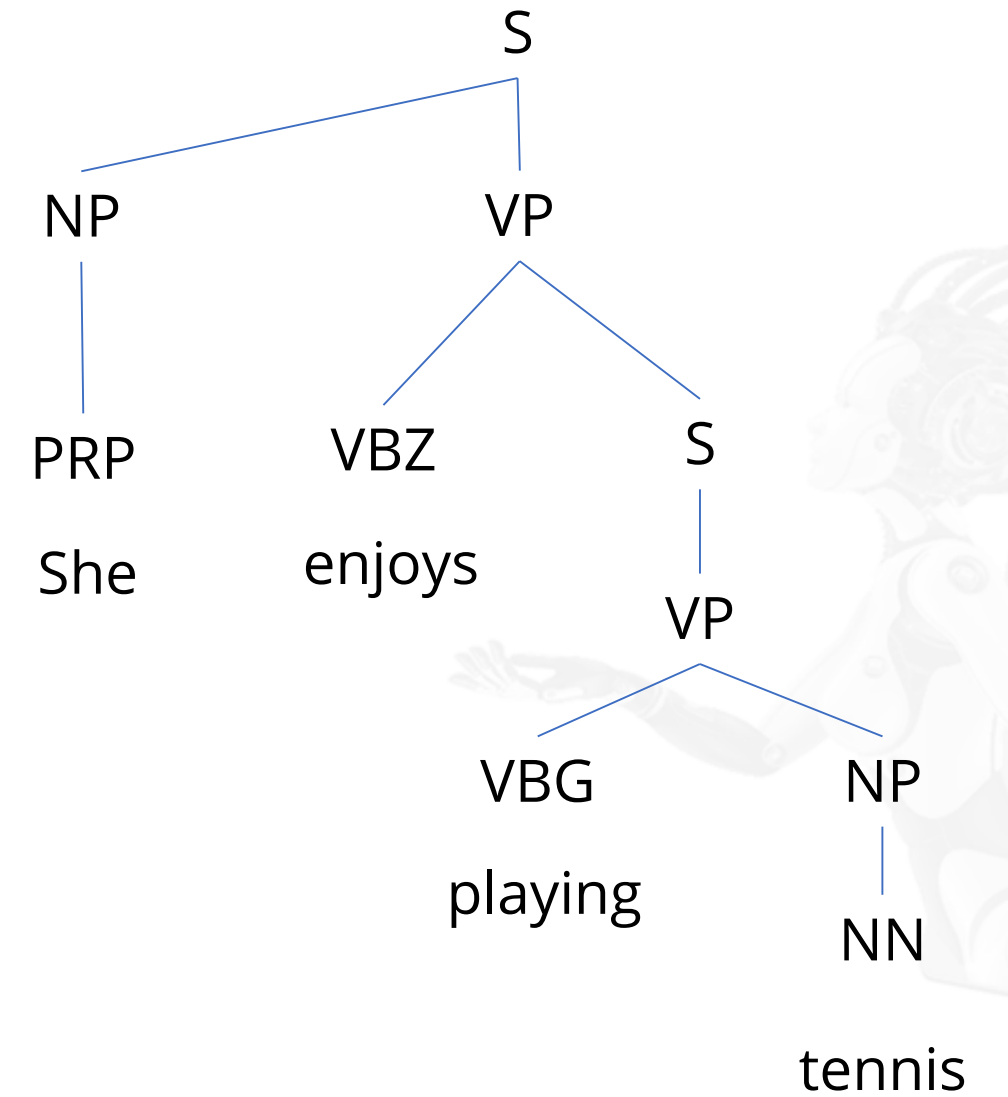 S
NP VP
PRP VBZ S
She enjoys
VP
VBG NP
playing
NN
tennis